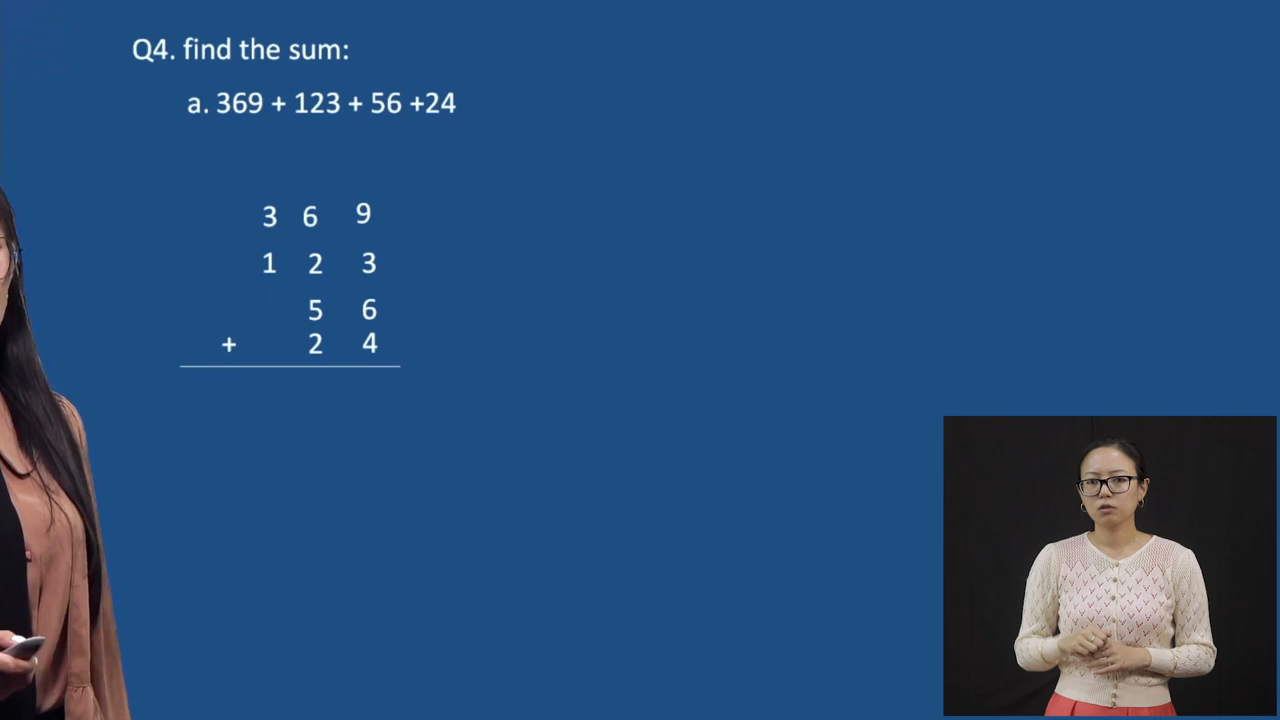 Q4. find the sum:
a. 369 + 123 + 56 +24
3 6 9
1 2 3
5 6
+ 2 4